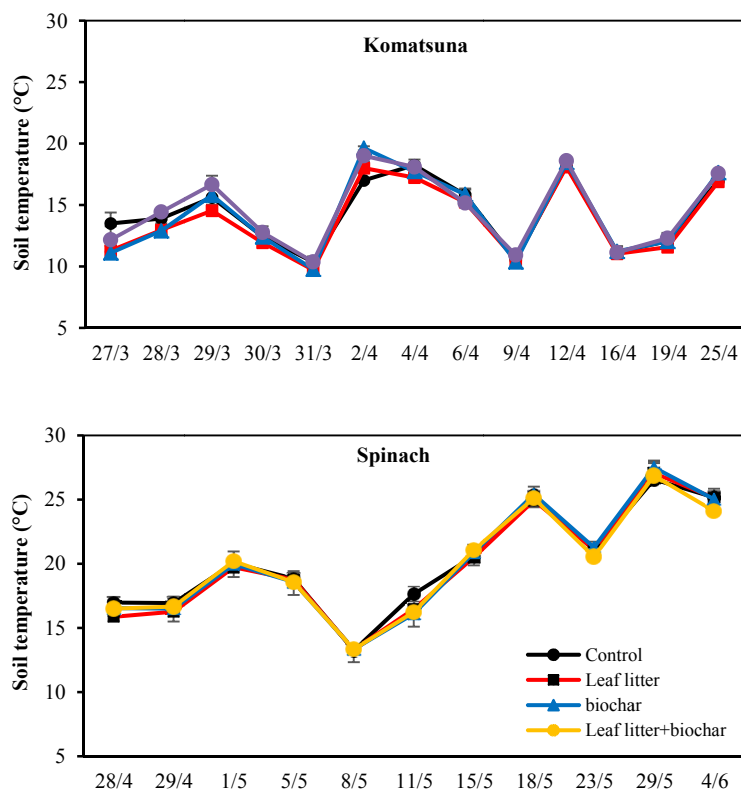 Komatsuna
Soil temperature (°C)
30
25
20
15
10
5
27/3 28/3 29/3 30/3 31/3 2/4 4/4 6/4 9/4 12/4 16/4 19/4 25/4
Spinach
Soil temperature (°C)
30
25
20
15
10
5
Control
Leaf litter
biochar
Leaf litter+biochar
28/4 29/4 1/5 5/5 8/5 11/5 15/5 18/5 23/5 29/5 4/6